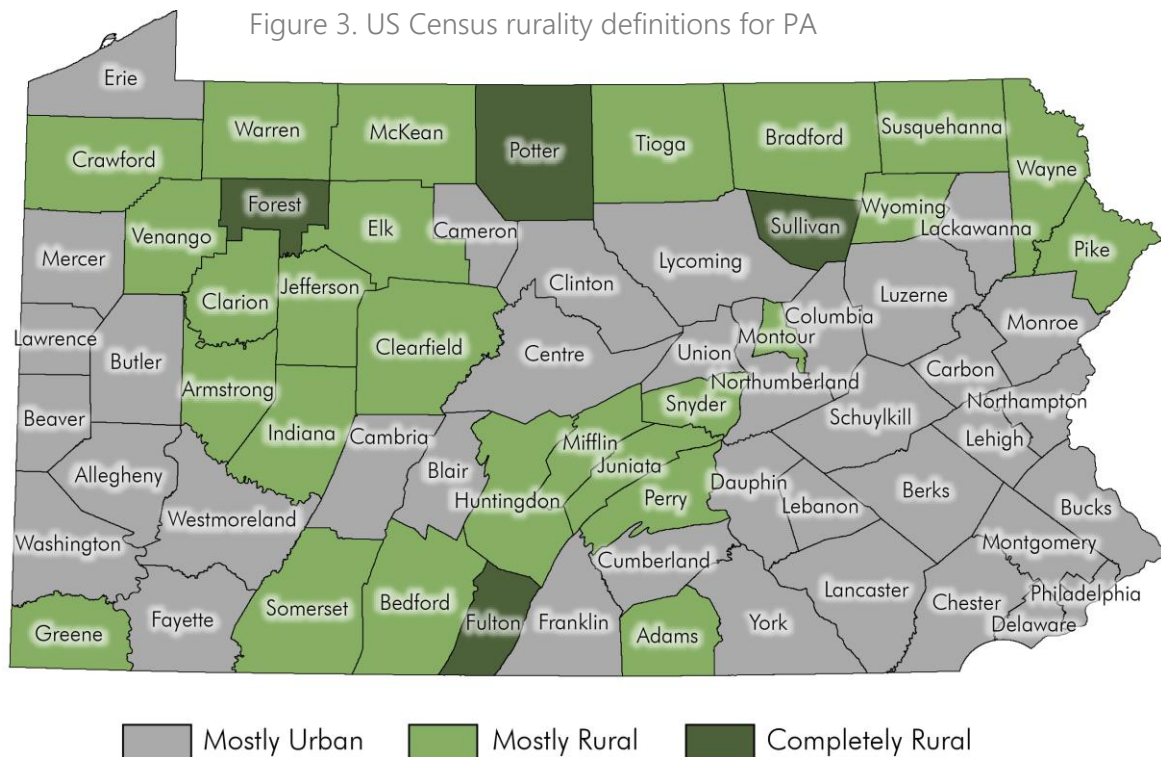 Figure 3. US Census rurality definitions for PA
Erie
Warren
McKean
Potter
Tioga
Bradford
Susquehanna
Crawford
Wayne
Forest
Wyoming
Sullivan
Lackawanna
Venango
Elk
Cameron
Pike
Mercer
Lycoming
Jefferson
Clinton
Luzerne
Clarion
Columbia
Monroe
Lawrence
Butler
Clearfield
Centre
Union
Montour
Carbon
Armstrong
Northumberland
Northampton
Beaver
Snyder
Schuylkill
Indiana
Cambria
Mifflin
Lehigh
Allegheny
Blair
Juniata
Dauphin
Berks
Huntingdon
Perry
Lebanon
Bucks
Westmoreland
Washington
Montgomery
Cumberland
Lancaster
Philadelphia
Somerset
Bedford
Chester
Greene
Fayette
Fulton
Franklin
Adams
York
Delaware
Mostly Urban
Mostly Rural
Completely Rural